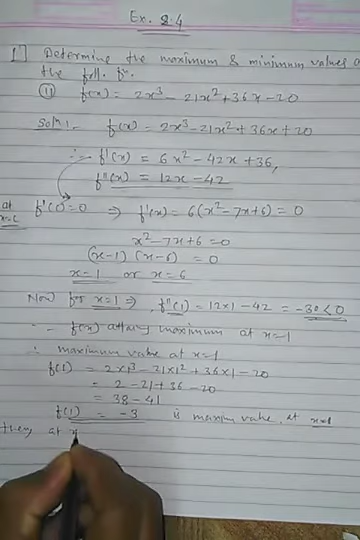 Ex. 2.4
1] Determine the maximum & minimum values of
the foll. fⁿ.
(ii) f(x) = 2x³ – 21x² + 36x – 20
Solⁿ:- f(x) = 2x³ – 21x² + 36x + 20
∴ f'(x) = 6x² – 42x + 36,
f''(x) = 12x = 42
at x=c f'(c)=0 ⇒ f'(x) = 6(x² – 7x + 6) = 0
x² – 7x + 6 = 0
(x–1) (x–6) = 0
x = 1 or x = 6
Now for x=1 ⇒ f''(1) = 12×1 – 42 = –30 < 0
∴ f(x) attains maximum at x=1
∴ maximum value at x=1
f(1) = 2×1³ – 21×1² + 36×1 – 20
= 2 – 21 + 36 – 20
= 38 – 41
f(1) = –3 is maxim value at x=1
then at x